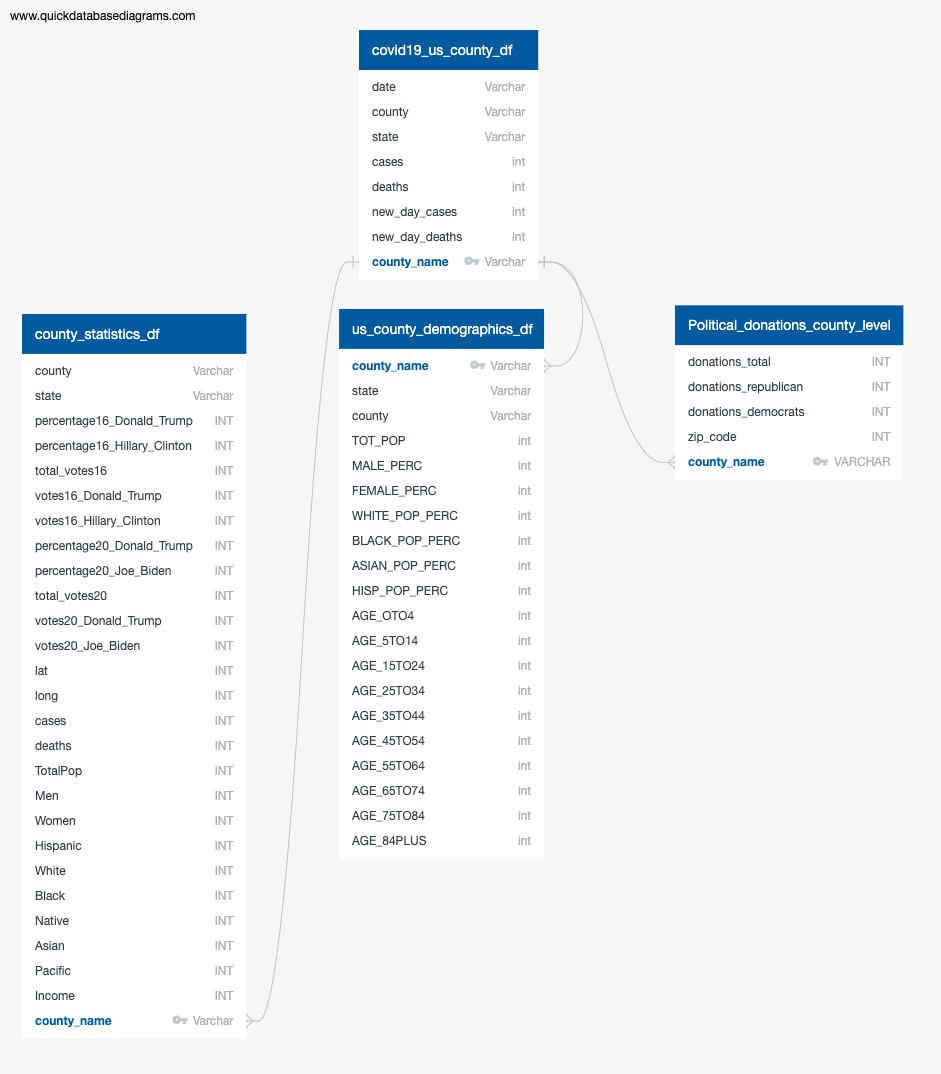 www.quickdatabasediagrams.com
covid19_us_county_df
date Varchar
county Varchar
state Varchar
cases int
deaths int
new_day_cases int
new_day_deaths int
county_name Varchar
county_statistics_df
county Varchar
state Varchar
percentage16_Donald_Trump INT
percentage16_Hillary_Clinton INT
total_votes16 INT
votes16_Donald_Trump INT
votes16_Hillary_Clinton INT
percentage20_Donald_Trump INT
percentage20_Joe_Biden INT
total_votes20 INT
votes20_Donald_Trump INT
votes20_Joe_Biden INT
lat INT
long INT
cases INT
deaths INT
TotalPop INT
Men INT
Women INT
Hispanic INT
White INT
Black INT
Native INT
Asian INT
Pacific INT
Income INT
county_name Varchar
us_county_demographics_df
county_name Varchar
state Varchar
county Varchar
TOT_POP int
MALE_PERC int
FEMALE_PERC int
WHITE_POP_PERC int
BLACK_POP_PERC int
ASIAN_POP_PERC int
HISP_POP_PERC int
AGE_OTO4 int
AGE_5TO14 int
AGE_15TO24 int
AGE_25TO34 int
AGE_35TO44 int
AGE_45TO54 int
AGE_55TO64 int
AGE_65TO74 int
AGE_75TO84 int
AGE_84PLUS int
Political_donations_county_level
donations_total INT
donations_republican INT
donations_democrats INT
zip_code INT
county_name VARCHAR